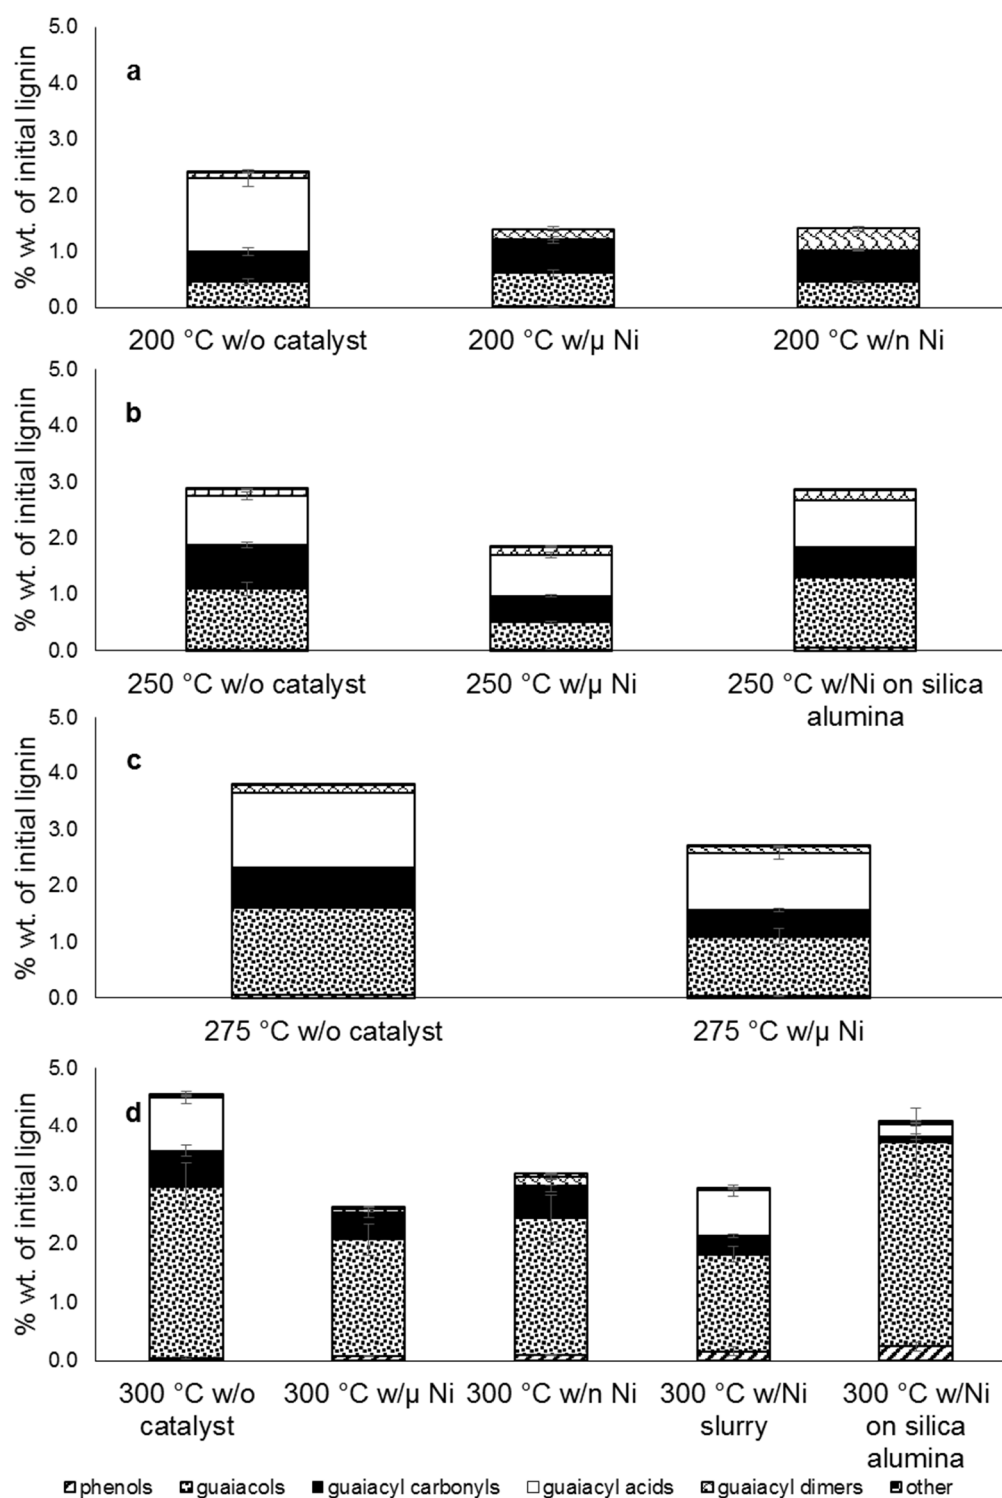 5.0
a
4.0
3.0
2.0
1.0
0.0
% wt. of initial lignin
200 °C w/o catalyst 200 °C w/μ Ni 200 °C w/n Ni
5.0
b
4.0
3.0
2.0
1.0
0.0
% wt. of initial lignin
250 °C w/o catalyst 250 °C w/μ Ni 250 °C w/Ni on silica
alumina
5.0
c
4.0
3.0
2.0
1.0
0.0
% wt. of initial lignin
275 °C w/o catalyst 275 °C w/μ Ni
5.0
d
4.0
3.0
2.0
1.0
0.0
% wt. of initial lignin
300 °C w/o 300 °C w/μ Ni 300 °C w/n Ni 300 °C w/Ni 300 °C w/Ni
catalyst slurry on silica
alumina
phenols guaiacols guaiacyl carbonyls guaiacyl acids guaiacyl dimers other